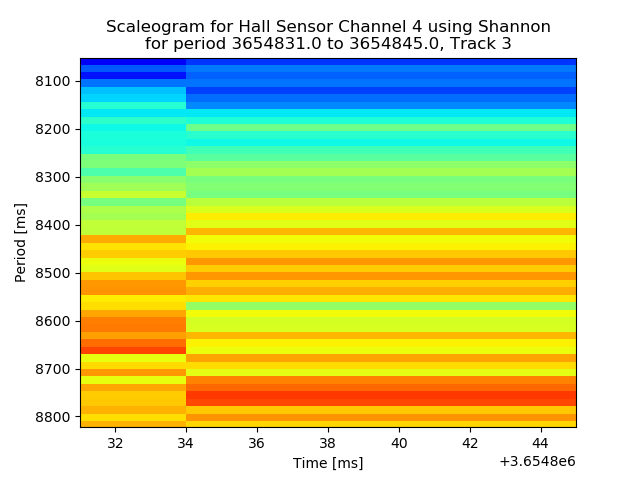 Scaleogram for Hall Sensor Channel 4 using Shannon
for period 3654831.0 to 3654845.0, Track 3
8100
8200
8300
8400
8500
8600
8700
8800
Period [ms]
32 34 36 38 40 42 44
Time [ms]
+3.6548e6